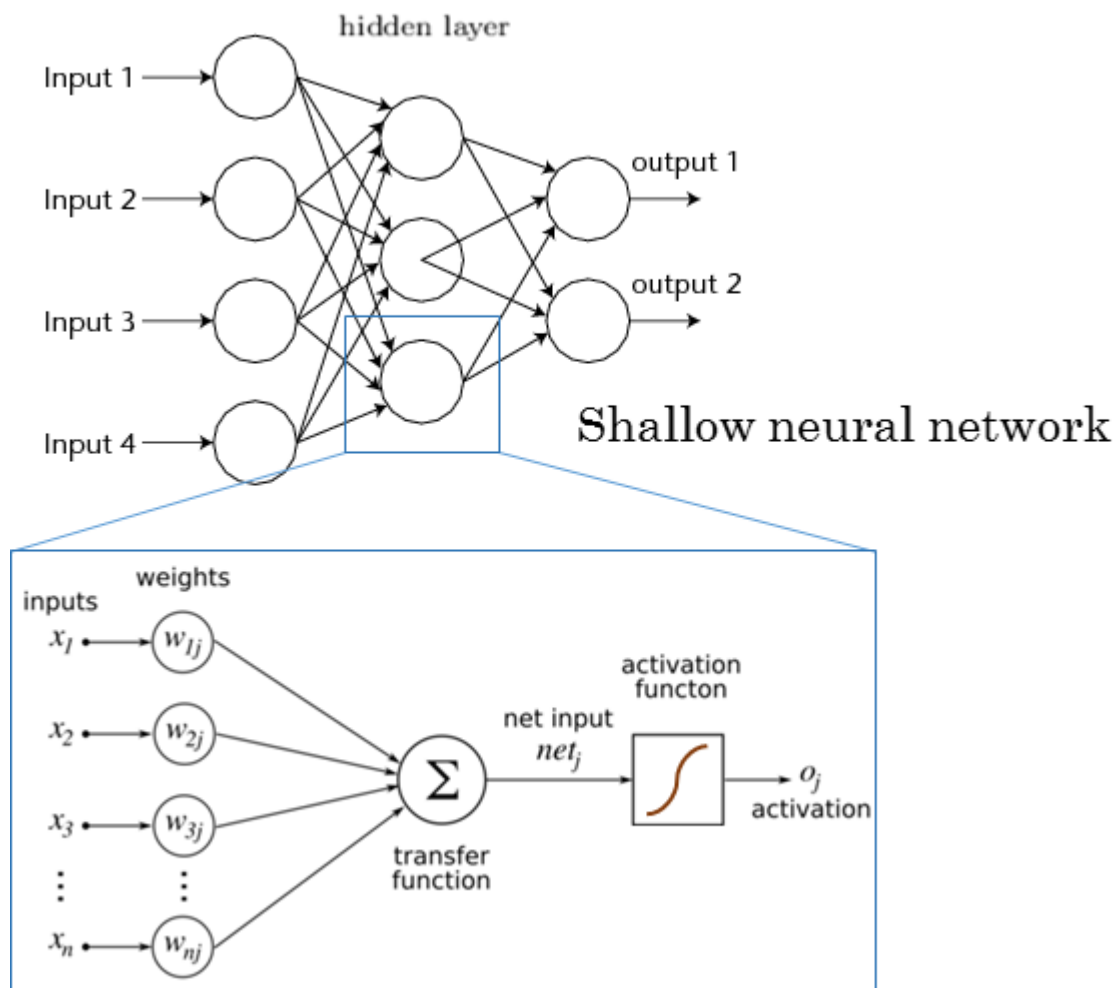 hidden layer
Input 1
Input 2
Input 3
Input 4
output 1
output 2
Shallow neural network
weights
inputs
x1
w1j
x2
w2j
x3
w3j
⋮ ⋮
xn
wnj
Σ
transfer
function
net input
netj
activation
functon
oj
activation